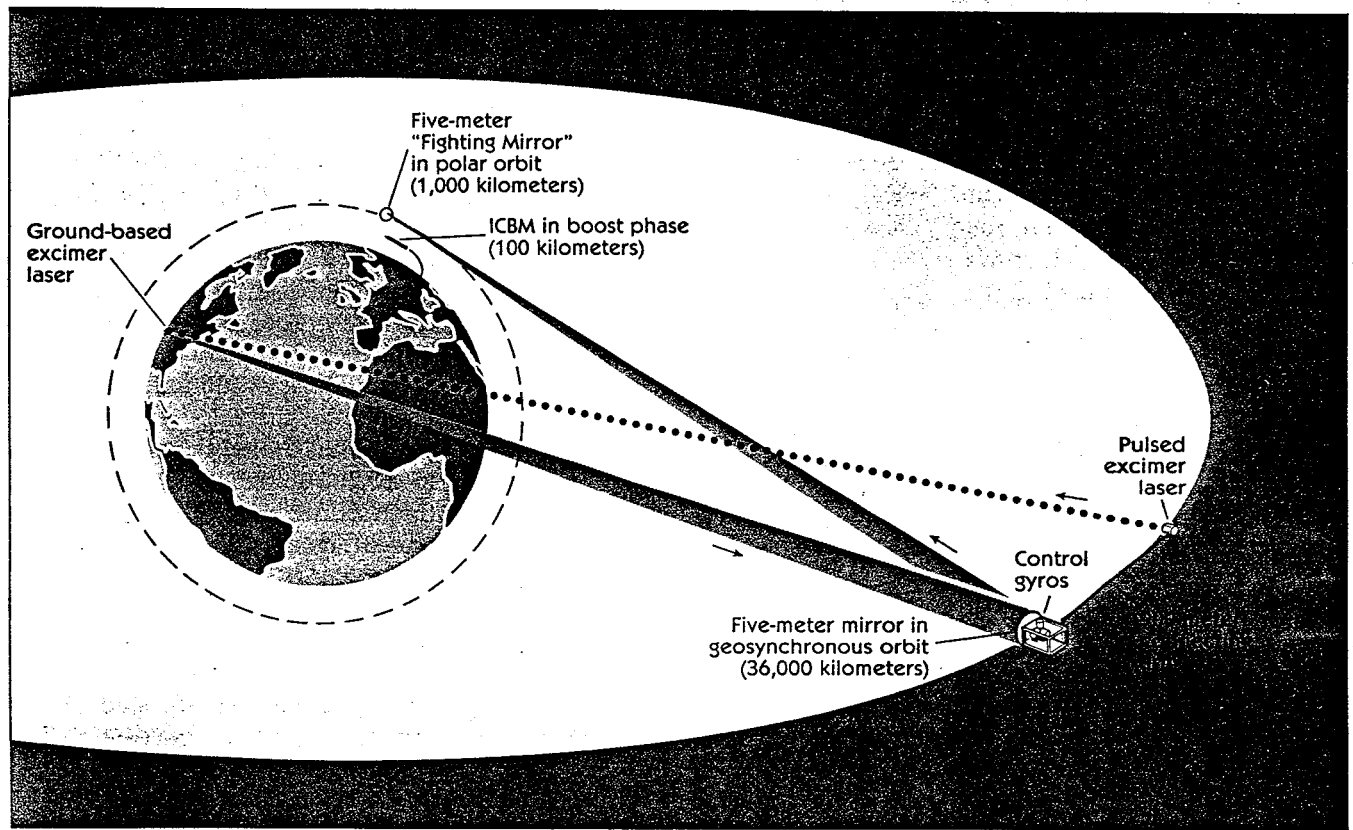 Five-meter
"Fighting Mirror"
in polar orbit
(1,000 kilometers)
ICBM in boost phase
(100 kilometers)
Ground-based
excimer
laser
Pulsed
excimer
laser
Control
gyros
Five-meter mirror in
geosynchronous orbit
(36,000 kilometers)